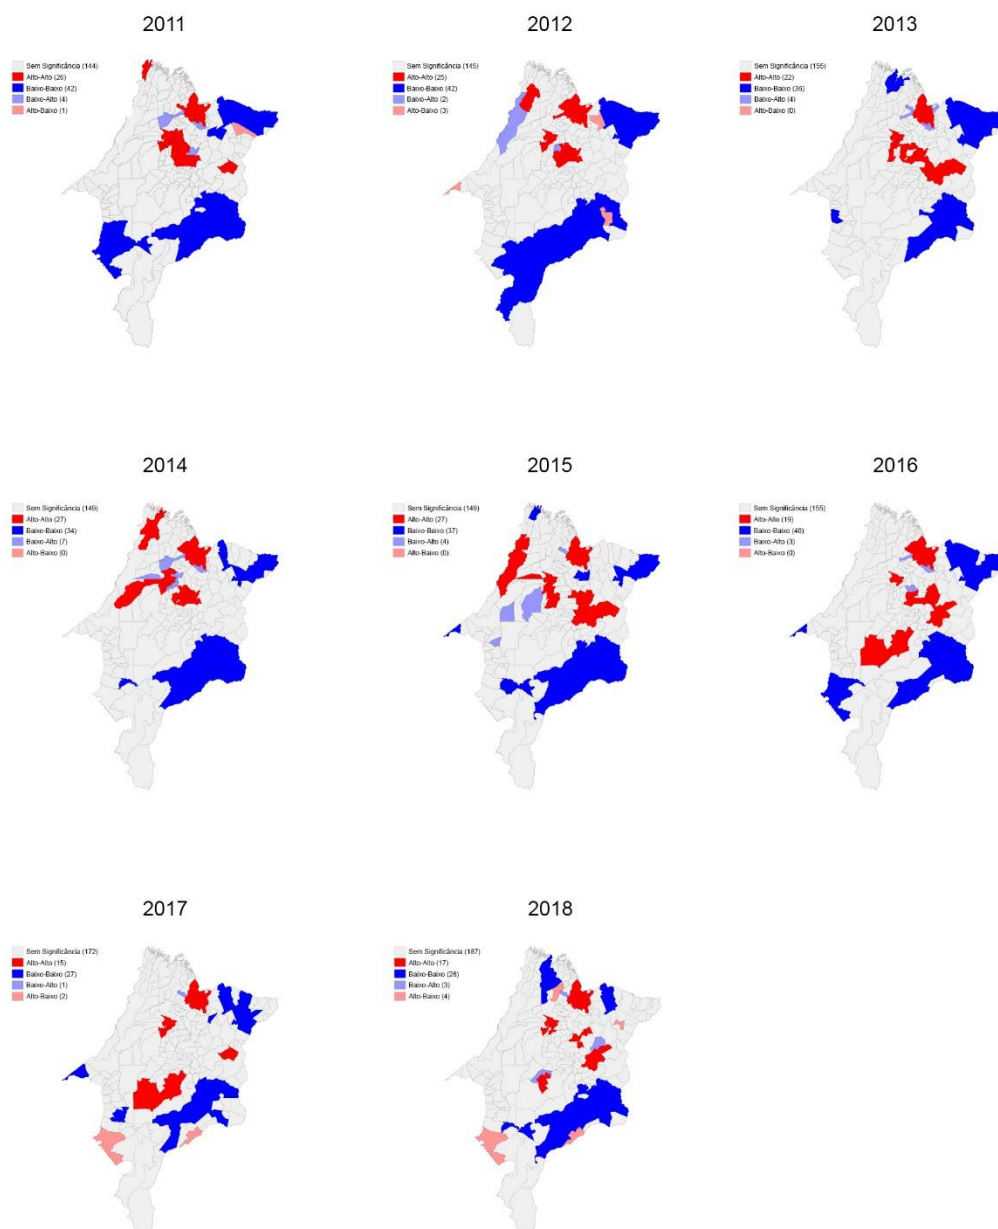 2011
Sem Significância (144)
Alto-Alto (26)
Baixo-Baixo (42)
Baixo-Alto (4)
Alto-Baixo (1)
2012
Sem Significância (145)
Alto-Alto (25)
Baixo-Baixo (42)
Baixo-Alto (2)
Alto-Baixo (3)
2013
Sem Significância (155)
Alto-Alto (22)
Baixo-Baixo (36)
Baixo-Alto (4)
Alto-Baixo (0)
2014
Sem Significância (149)
Alto-Alto (27)
Baixo-Baixo (34)
Baixo-Alto (7)
Alto-Baixo (0)
2015
Sem Significância (149)
Alto-Alto (27)
Baixo-Baixo (37)
Baixo-Alto (4)
Alto-Baixo (0)
2016
Sem Significância (155)
Alto-Alto (19)
Baixo-Baixo (40)
Baixo-Alto (3)
Alto-Baixo (0)
2017
Sem Significância (172)
Alto-Alto (15)
Baixo-Baixo (27)
Baixo-Alto (1)
Alto-Baixo (2)
2018
Sem Significância (167)
Alto-Alto (17)
Baixo-Baixo (26)
Baixo-Alto (3)
Alto-Baixo (4)